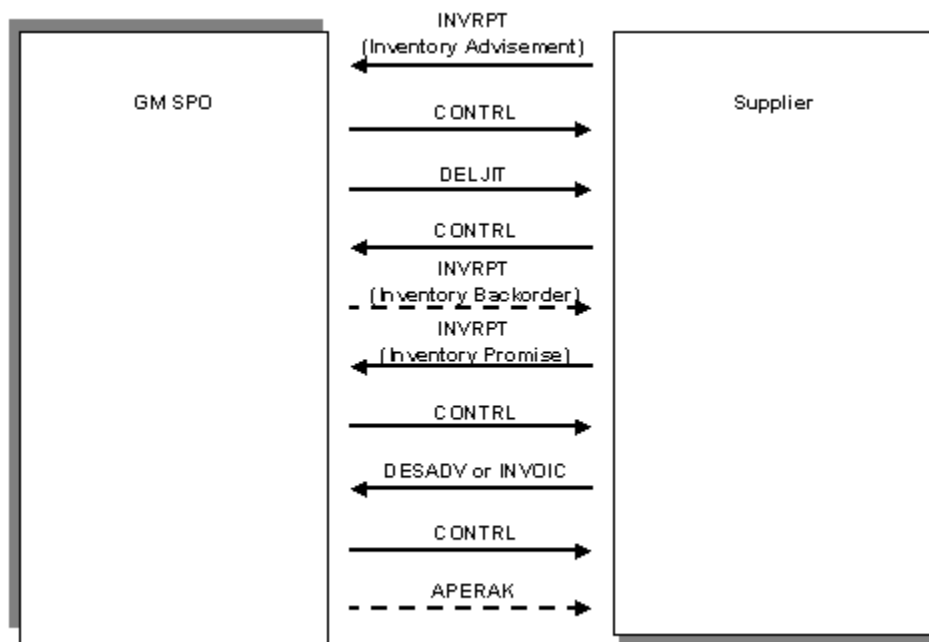 INVRPT
(Inventory Advisement)
GM SPO
Supplier
CONTRL
DELJIT
CONTRL
INVRPT
(Inventory Backorder)
INVRPT
(Inventory Promise)
CONTRL
DESADV or INVOIC
CONTRL
APERAK